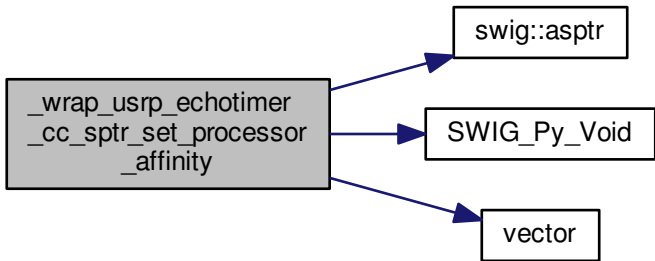 _wrap_usrp_echotimer
_cc_sptr_set_processor
_affinity
swig::asptr
SWIG_Py_Void
vector